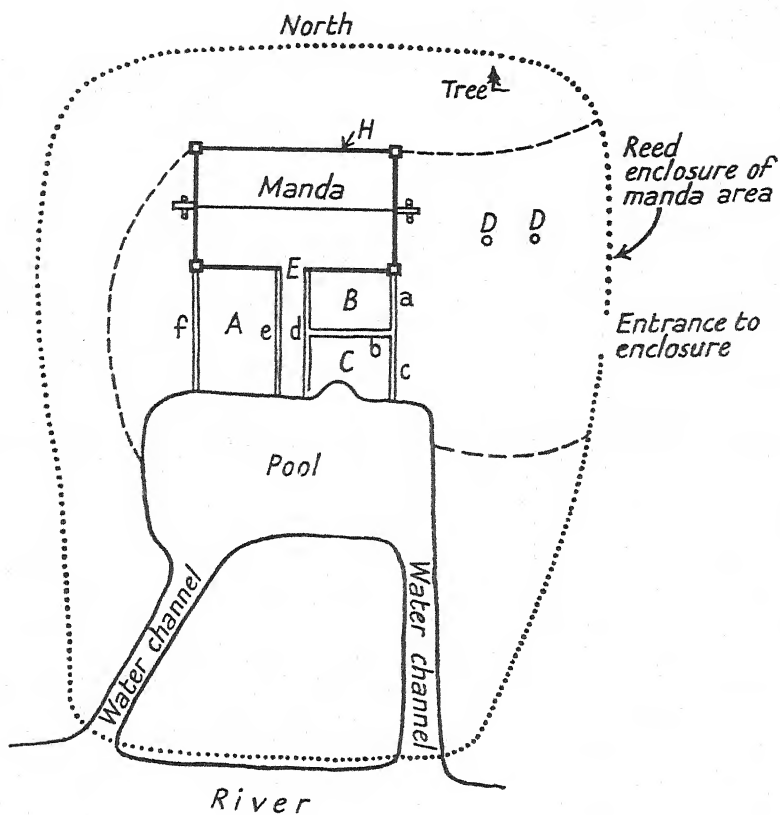 North
Tree
H
Reed
enclosure of
manda area
Manda
D D
E
B
a
f
A
e
d
b
C
c
Entrance to
enclosure
Pool
Water channel
Water channel
River